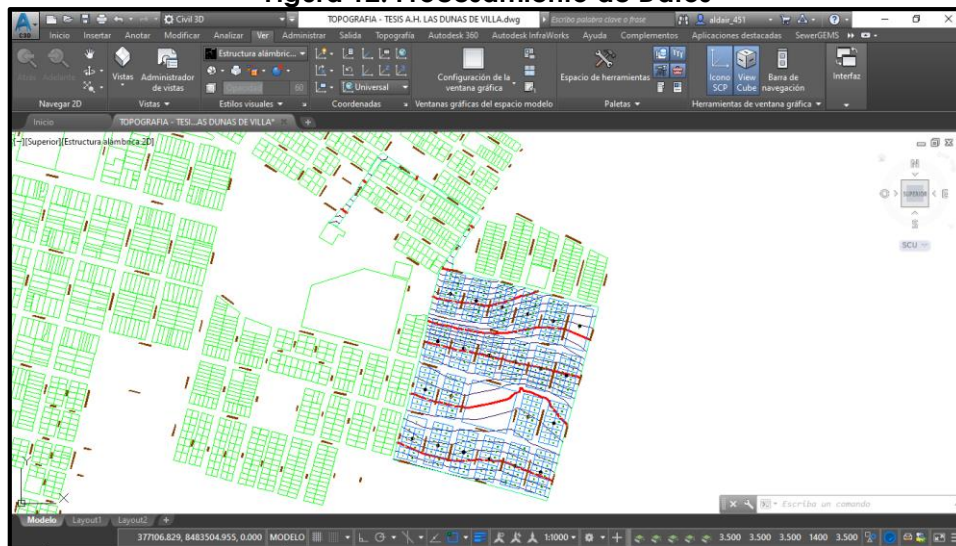 Figura 12. Procesamiento de Datos
C3D
Civil 3D
TOPOGRAFIA - TESIS A.H. LAS DUNAS DE VILLA.dwg
Escriba palabra clave o frase
aldair_451
Inicio Insertar Anotar Modificar Analizar Ver Administrar Salida Topografía Autodesk 360 Autodesk InfraWorks Ayuda Complementos Aplicaciones destacadas SewerGEMS
Estructura alámbric...
Atrás Adelante
Vistas Administrador de vistas
Opacidad 60
Universal
Configuración de la ventana gráfica
Espacio de herramientas
Icono SCP
View Cube
Barra de navegación
Interfaz
Navegar 2D Vistas Estilos visuales Coordenadas Ventanas gráficas del espacio modelo Paletas Herramientas de ventana gráfica
Inicio TOPOGRAFIA - TESI...AS DUNAS DE VILLA*
[-][Superior][Estructura alámbrica 2D]
SUPERIOR
S
SCU
Y
X
Escriba un comando
Modelo Layout1 Layout2 +
377106.829, 8483504.955, 0.000 MODELO 1:1000 3.500 3.500 3.500 1400 3.500